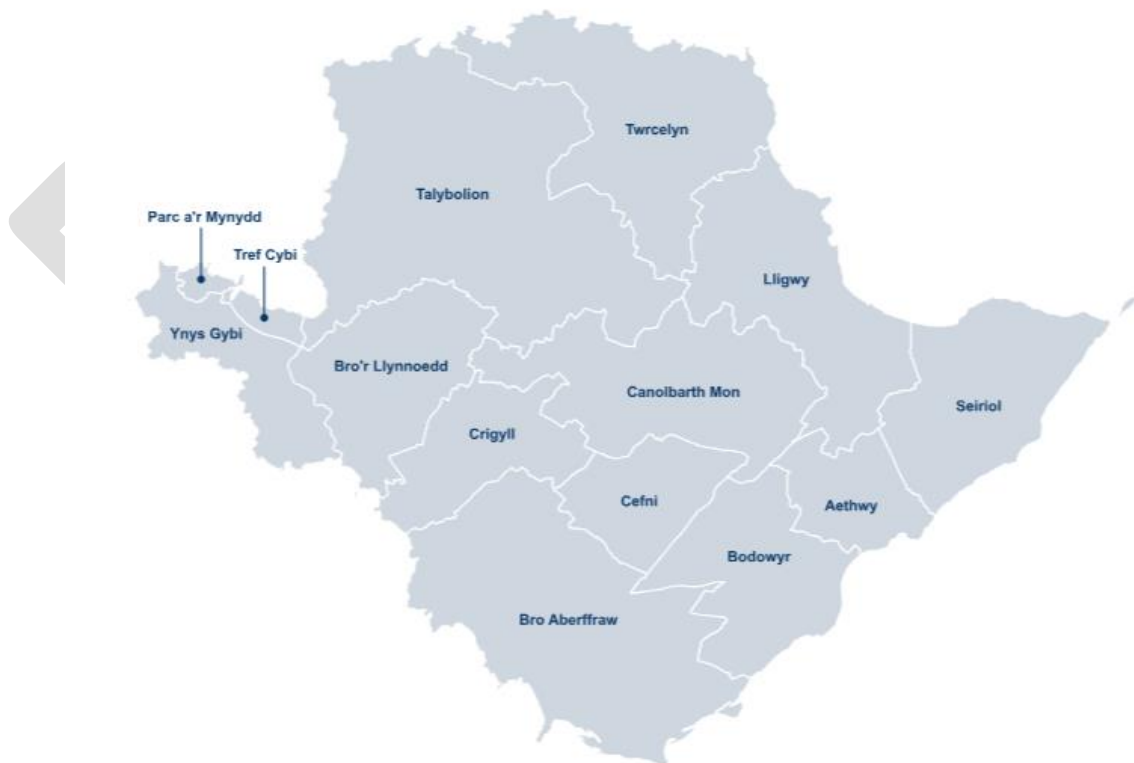 Twrcelyn
Talybolion
Parc a'r Mynydd
Tref Cybi
Lligwy
Ynys Gybi
Bro'r Llynnoedd
Canolbarth Mon
Seiriol
Crigyll
Cefni
Aethwy
Bodowyr
Bro Aberffraw